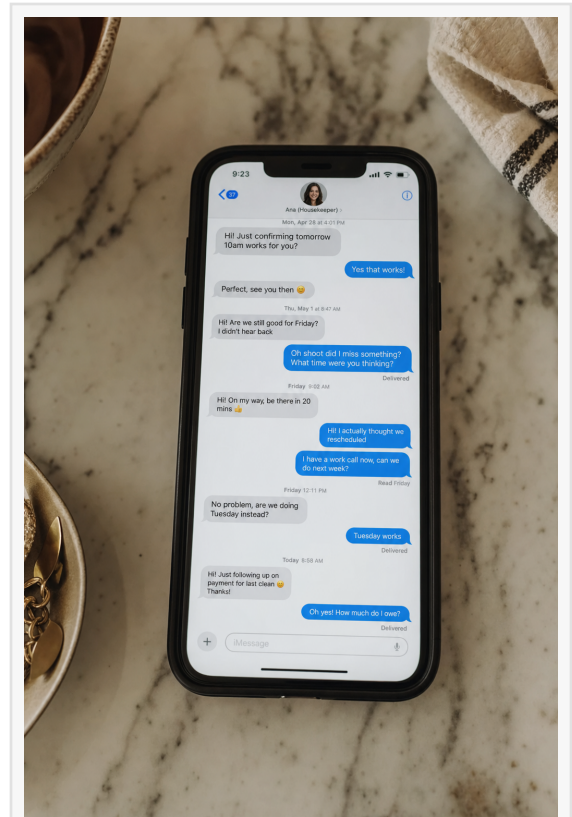 9:23
37
Ana (Housekeeper) ›
Mon, Apr 28 at 4:01 PM
Hi! Just confirming tomorrow
10am works for you?
Yes that works!
Perfect, see you then 😊
Thu, May 1 at 8:47 AM
Hi! Are we still good for Friday?
I didn't hear back
Oh shoot did I miss something?
What time were you thinking?
Delivered
Friday 9:02 AM
Hi! On my way, be there in 20
mins 👍
Hi! I actually thought we
rescheduled
I have a work call now, can we
do next week?
Read Friday
Friday 12:11 PM
No problem, are we doing
Tuesday instead?
Tuesday works
Delivered
Today 8:58 AM
Hi! Just following up on
payment for last clean 😊
Thanks!
Oh yes! How much do I owe?
Delivered
iMessage